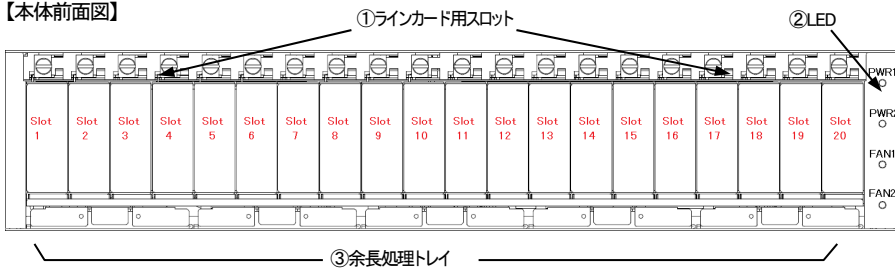 【本体前面図】
①ラインカード用スロット
②LED
PWR1
PWR2
FAN1
FAN2
Slot 1
Slot 2
Slot 3
Slot 4
Slot 5
Slot 6
Slot 7
Slot 8
Slot 9
Slot 10
Slot 11
Slot 12
Slot 13
Slot 14
Slot 15
Slot 16
Slot 17
Slot 18
Slot 19
Slot 20
③余長処理トレイ